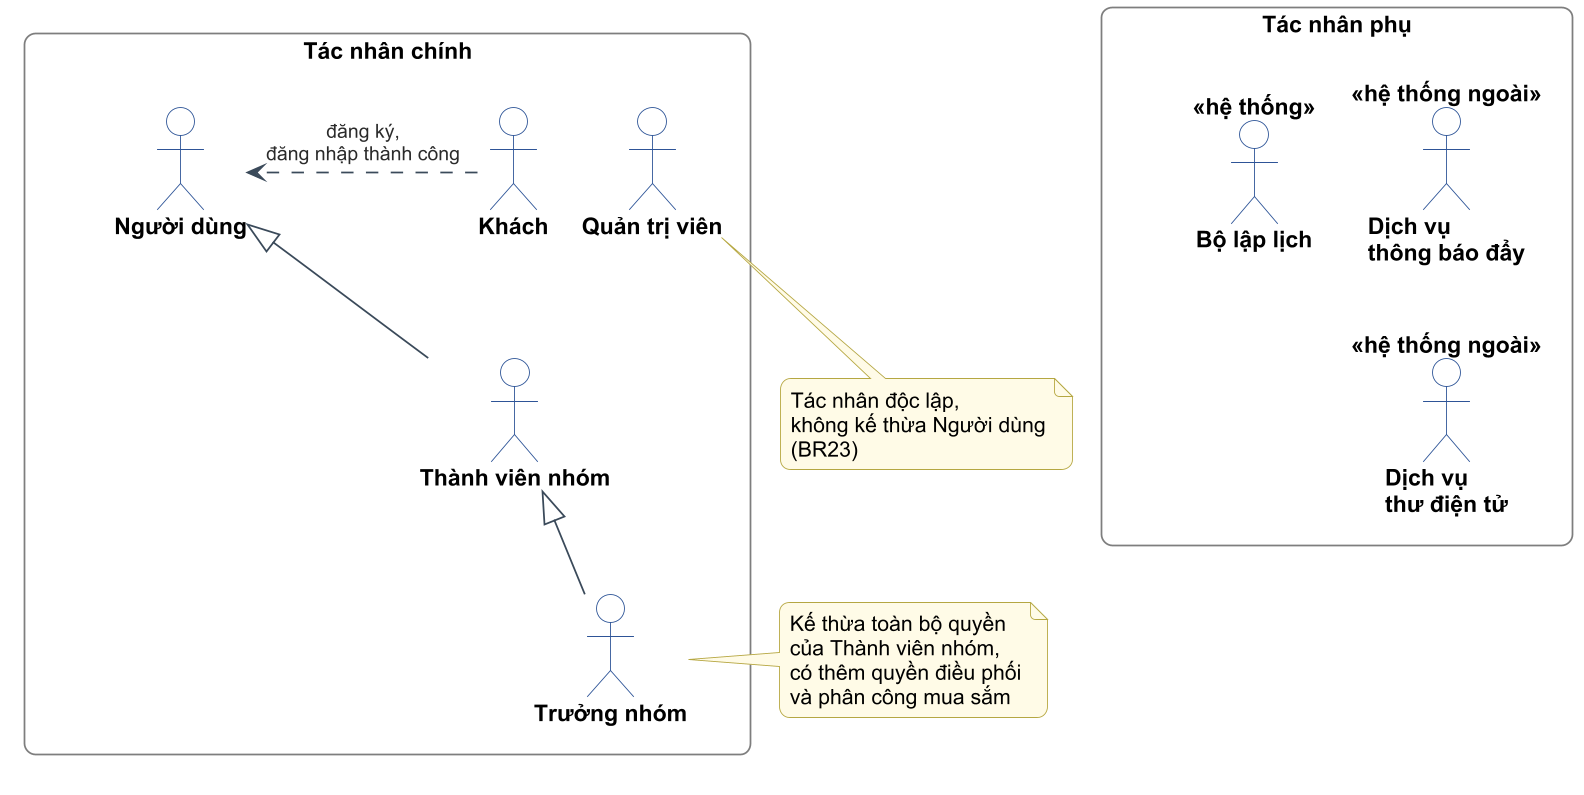 Tác nhân chính
đăng ký,
đăng nhập thành công
Người dùng
Khách
Quản trị viên
Tác nhân độc lập,
không kế thừa Người dùng
(BR23)
Thành viên nhóm
Kế thừa toàn bộ quyền
của Thành viên nhóm,
có thêm quyền điều phối
và phân công mua sắm
Trưởng nhóm
Tác nhân phụ
«hệ thống»
Bộ lập lịch
«hệ thống ngoài»
Dịch vụ
thông báo đẩy
«hệ thống ngoài»
Dịch vụ
thư điện tử